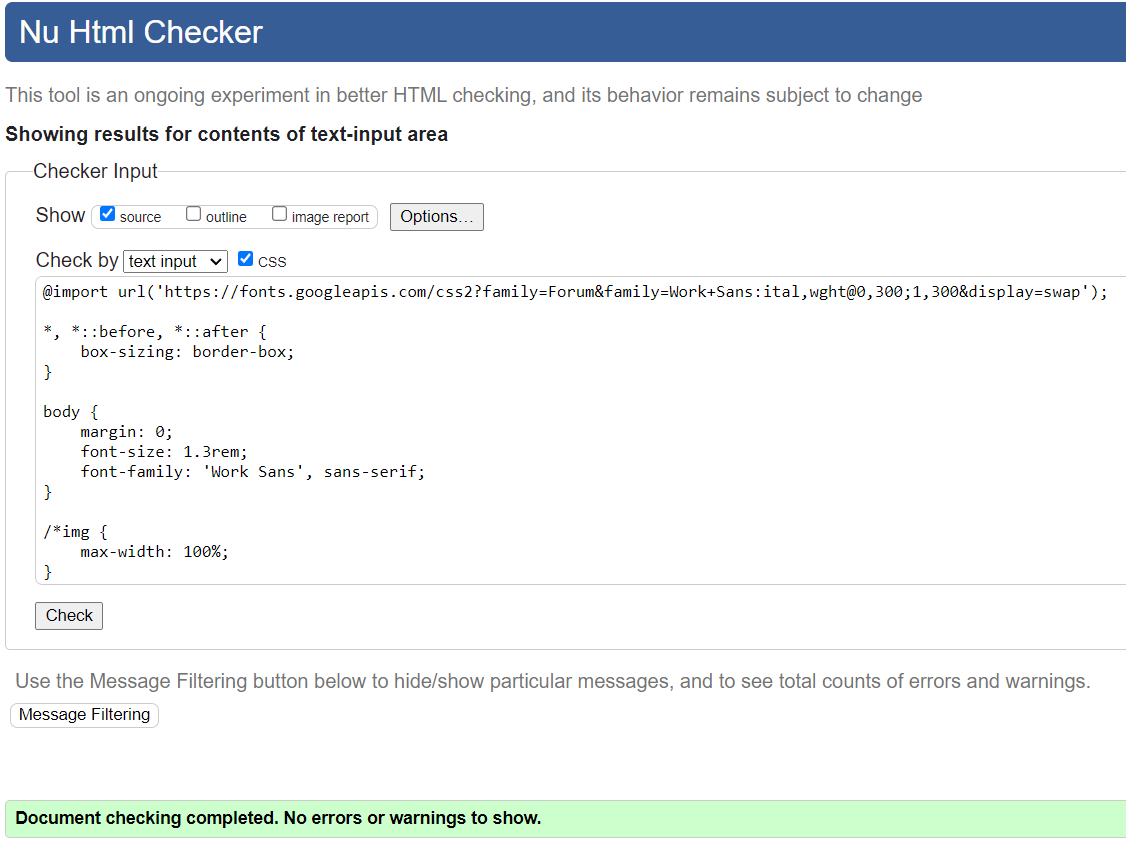 Nu Html Checker
This tool is an ongoing experiment in better HTML checking, and its behavior remains subject to change
Showing results for contents of text-input area
Checker Input
Show source outline image report Options...
Check by text input CSS
@import url('https://fonts.googleapis.com/css2?family=Forum&family=Work+Sans:ital,wght@0,300;1,300&display=swap');
*, *::before, *::after {
    box-sizing: border-box;
}
body {
    margin: 0;
    font-size: 1.3rem;
    font-family: 'Work Sans', sans-serif;
}
/*img {
    max-width: 100%;
}
Check
Use the Message Filtering button below to hide/show particular messages, and to see total counts of errors and warnings.
Message Filtering
Document checking completed. No errors or warnings to show.